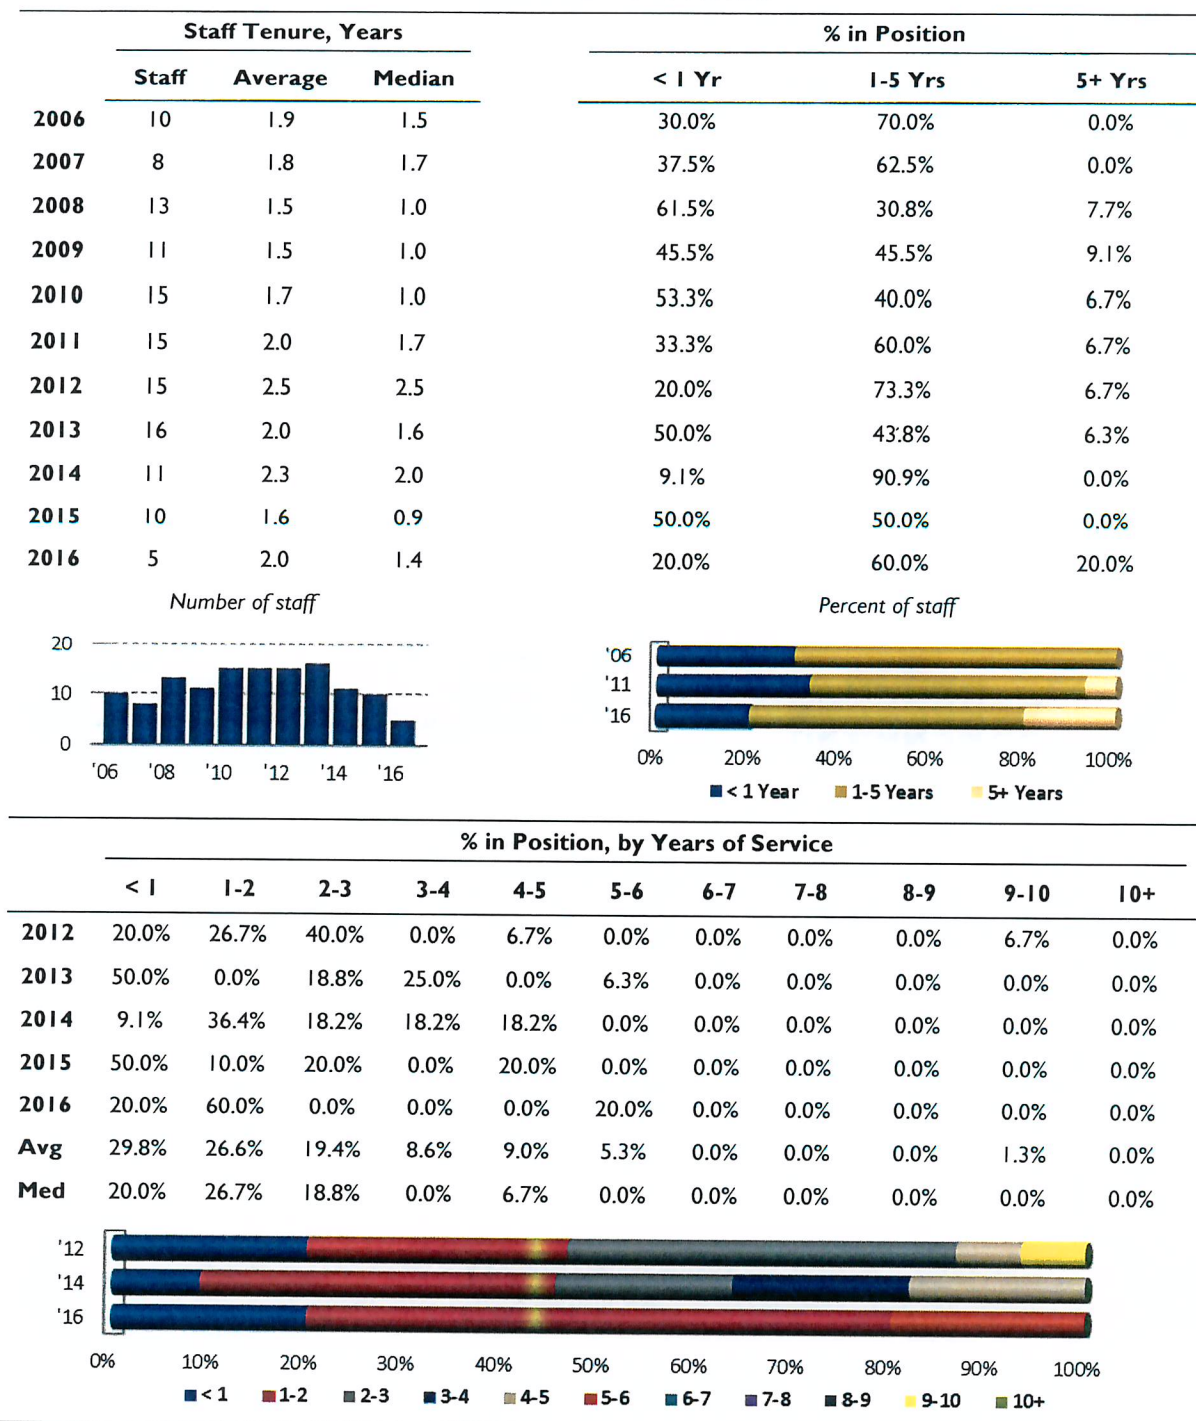 Staff Tenure, Years % in Position
Staff Average Median < 1 Yr 1-5 Yrs 5+ Yrs
2006 10 1.9 1.5 30.0% 70.0% 0.0%
2007 8 1.8 1.7 37.5% 62.5% 0.0%
2008 13 1.5 1.0 61.5% 30.8% 7.7%
2009 11 1.5 1.0 45.5% 45.5% 9.1%
2010 15 1.7 1.0 53.3% 40.0% 6.7%
2011 15 2.0 1.7 33.3% 60.0% 6.7%
2012 15 2.5 2.5 20.0% 73.3% 6.7%
2013 16 2.0 1.6 50.0% 43.8% 6.3%
2014 11 2.3 2.0 9.1% 90.9% 0.0%
2015 10 1.6 0.9 50.0% 50.0% 0.0%
2016 5 2.0 1.4 20.0% 60.0% 20.0%
Number of staff Percent of staff
20
10
0
'06 '08 '10 '12 '14 '16
'06
'11
'16
0% 20% 40% 60% 80% 100%
< 1 Year 1-5 Years 5+ Years
% in Position, by Years of Service
< 1 1-2 2-3 3-4 4-5 5-6 6-7 7-8 8-9 9-10 10+
2012 20.0% 26.7% 40.0% 0.0% 6.7% 0.0% 0.0% 0.0% 0.0% 6.7% 0.0%
2013 50.0% 0.0% 18.8% 25.0% 0.0% 6.3% 0.0% 0.0% 0.0% 0.0% 0.0%
2014 9.1% 36.4% 18.2% 18.2% 18.2% 0.0% 0.0% 0.0% 0.0% 0.0% 0.0%
2015 50.0% 10.0% 20.0% 0.0% 20.0% 0.0% 0.0% 0.0% 0.0% 0.0% 0.0%
2016 20.0% 60.0% 0.0% 0.0% 0.0% 20.0% 0.0% 0.0% 0.0% 0.0% 0.0%
Avg 29.8% 26.6% 19.4% 8.6% 9.0% 5.3% 0.0% 0.0% 0.0% 1.3% 0.0%
Med 20.0% 26.7% 18.8% 0.0% 6.7% 0.0% 0.0% 0.0% 0.0% 0.0% 0.0%
'12
'14
'16
0% 10% 20% 30% 40% 50% 60% 70% 80% 90% 100%
< 1 1-2 2-3 3-4 4-5 5-6 6-7 7-8 8-9 9-10 10+